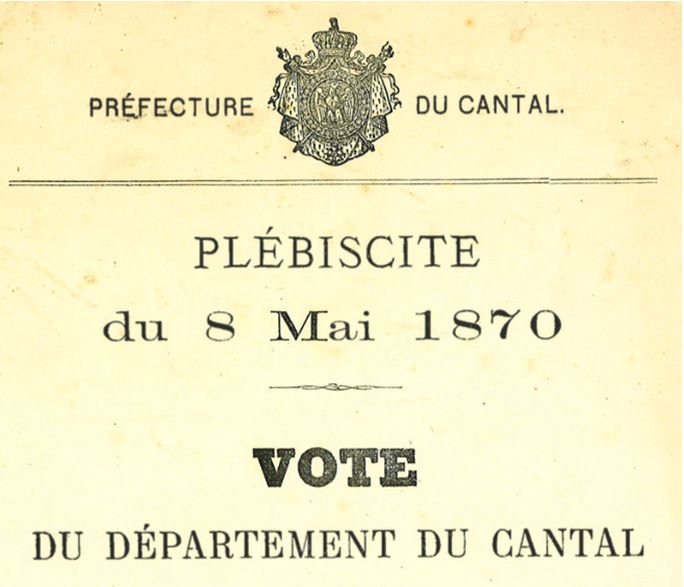 PRÉFECTURE DU CANTAL.
PLÉBISCITE
du 8 Mai 1870
VOTE
DU DÉPARTEMENT DU CANTAL